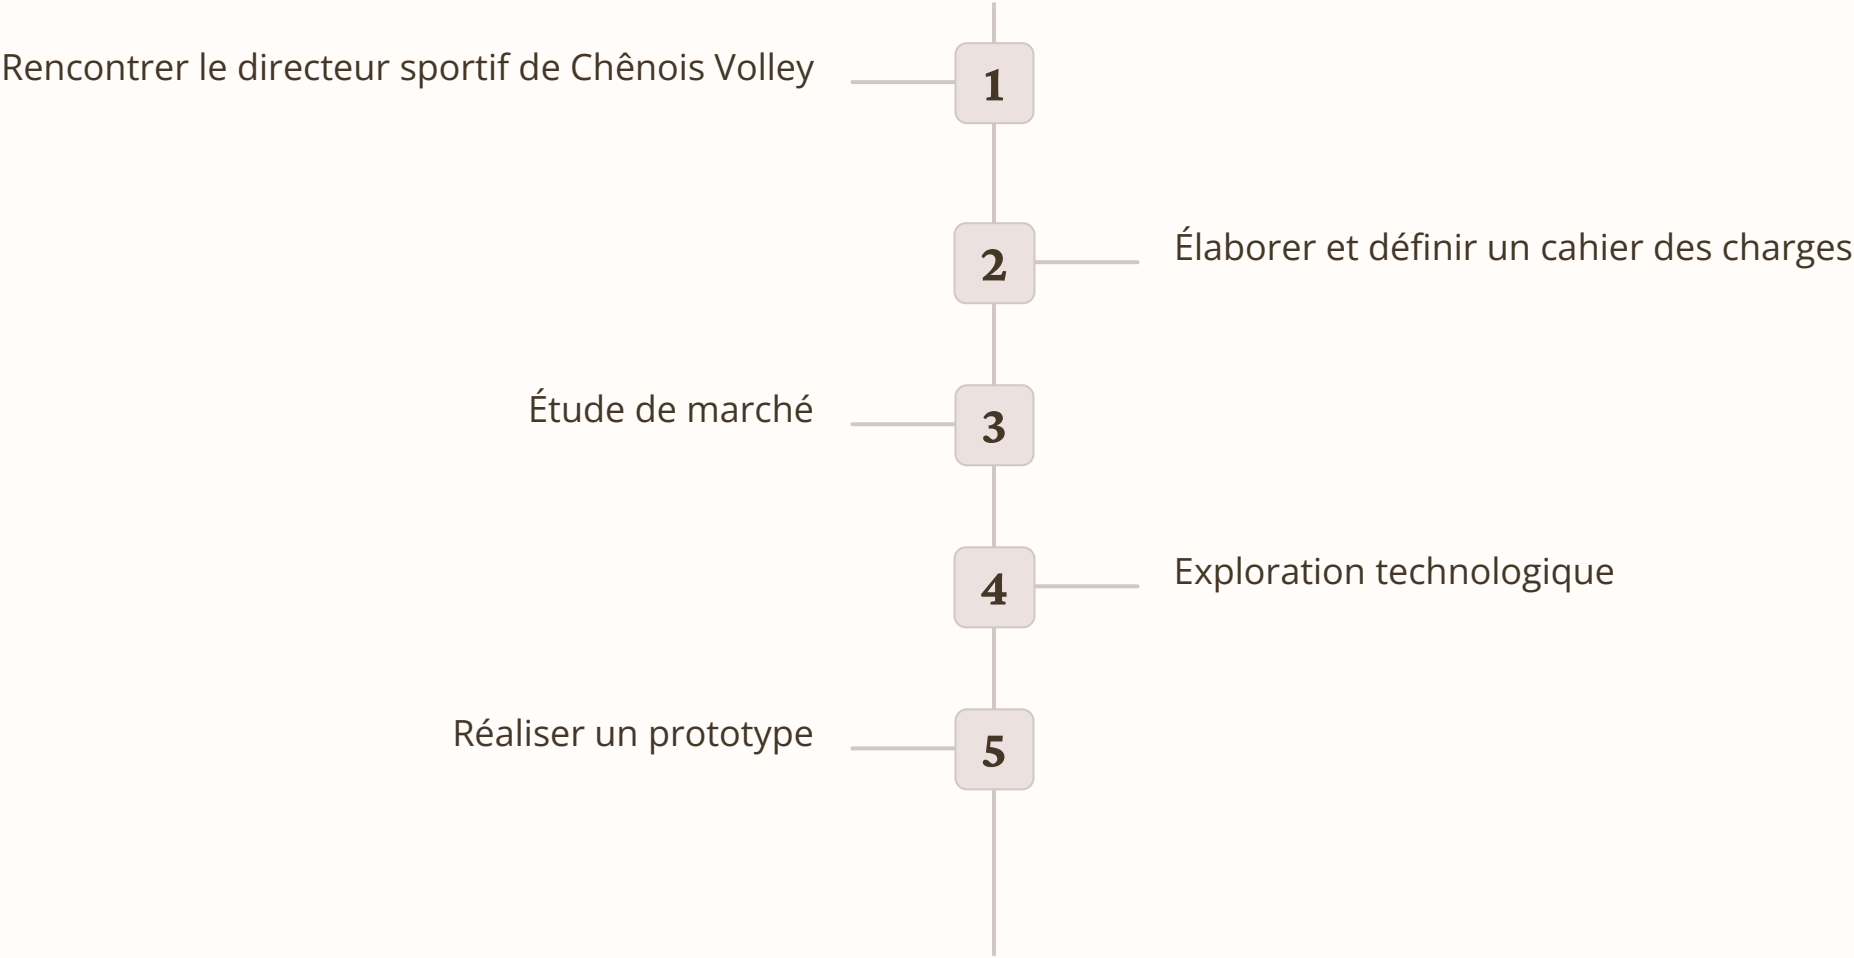 Rencontrer le directeur sportif de Chênois Volley
1
2
Élaborer et définir un cahier des charges
Étude de marché
3
4
Exploration technologique
Réaliser un prototype
5